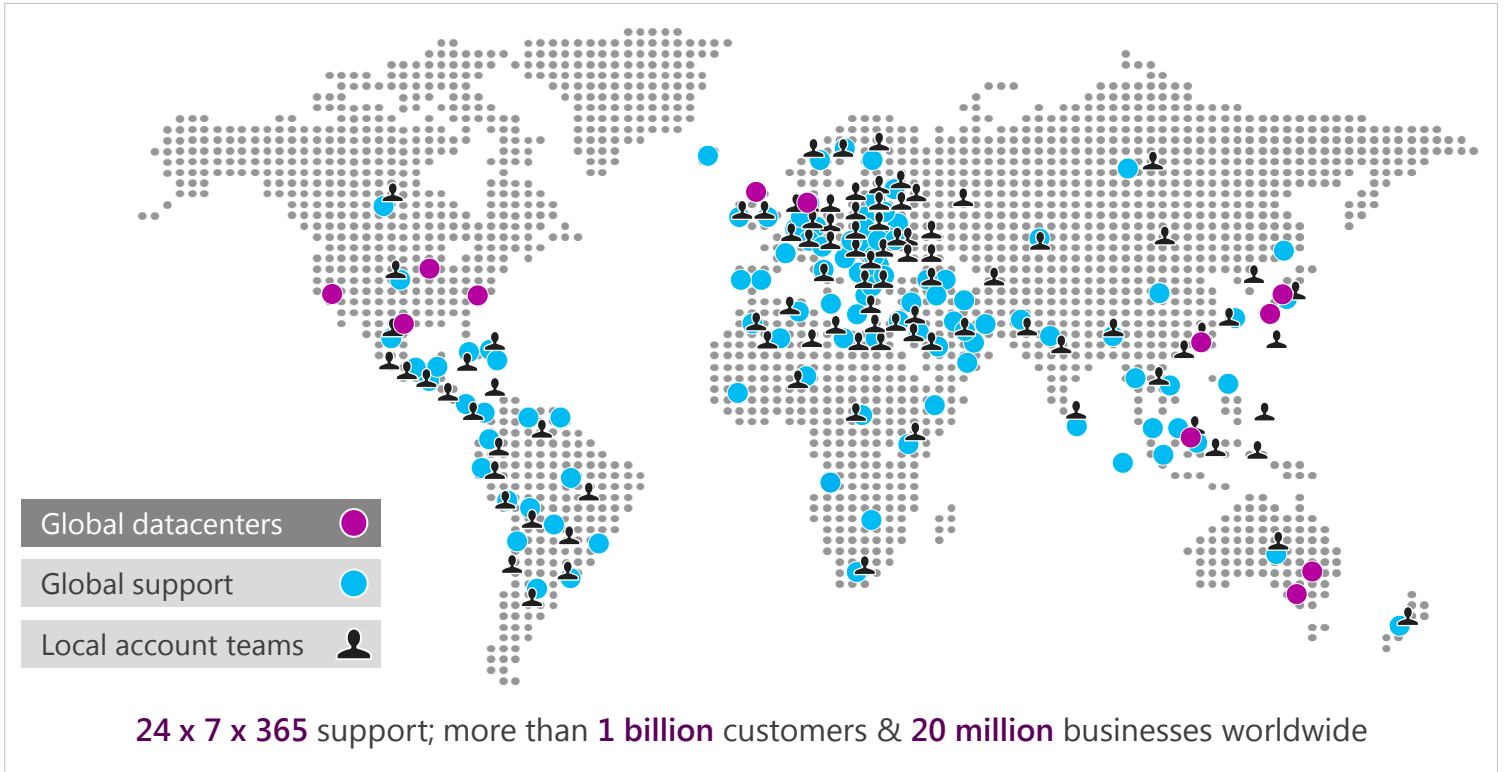 Global datacenters
Global support
Local account teams
24 x 7 x 365 support; more than 1 billion customers & 20 million businesses worldwide